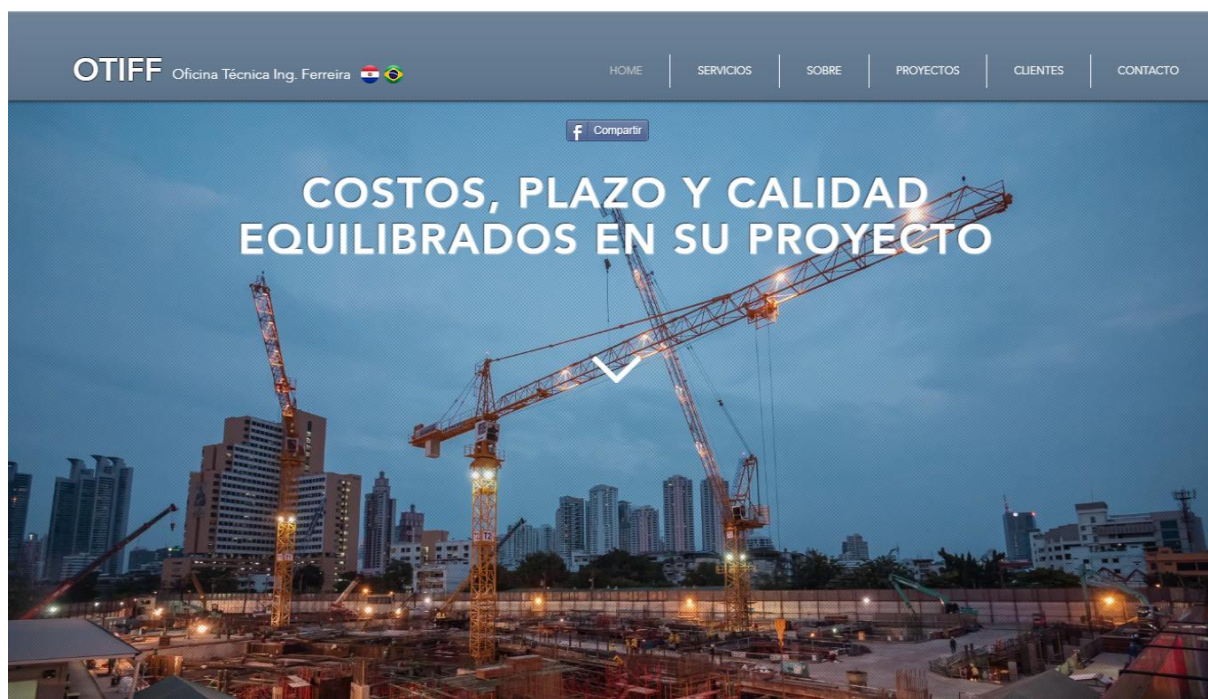 OTIFF Oficina Técnica Ing. Ferreira
HOME SERVICIOS SOBRE PROYECTOS CLIENTES CONTACTO
f Compartir
COSTOS, PLAZO Y CALIDAD
EQUILIBRADOS EN SU PROYECTO